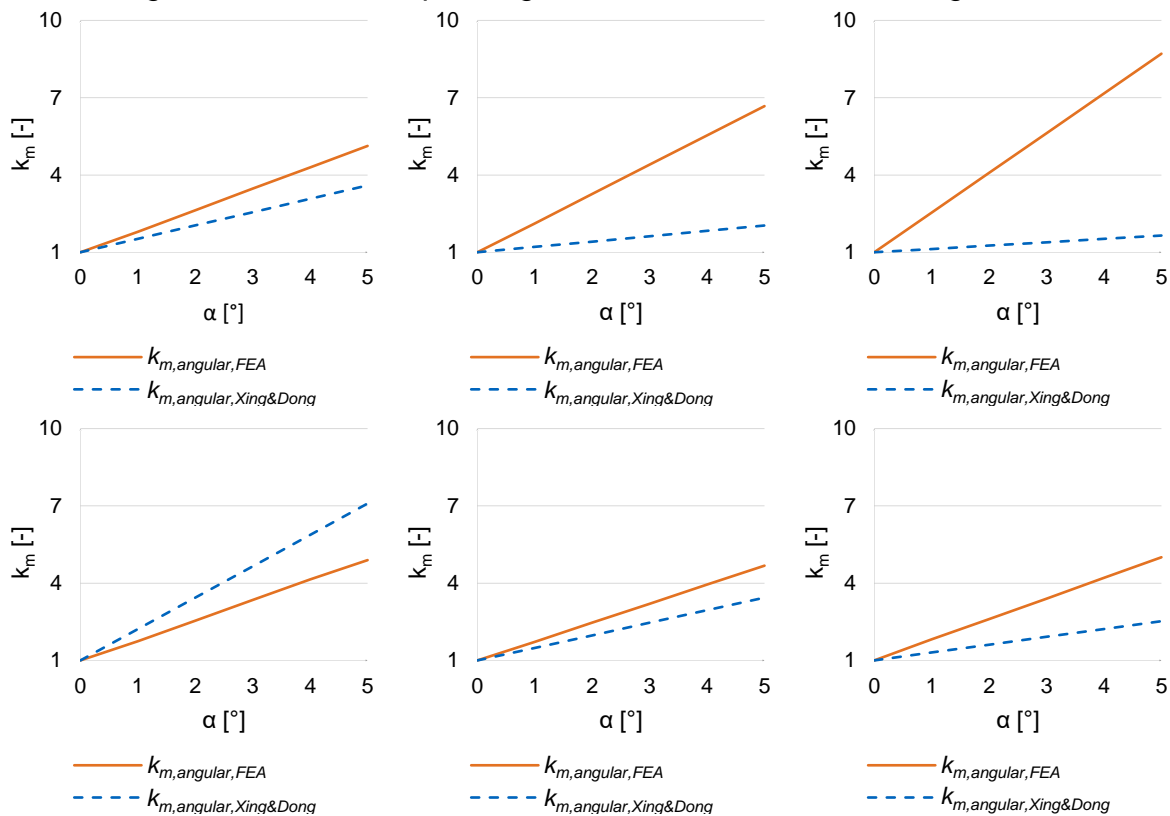 10
7
4
1
k_m [-]
0 1 2 3 4 5
α [°]
k_m,angular,FEA
k_m,angular,Xing&Dong
10
7
4
1
k_m [-]
0 1 2 3 4 5
α [°]
k_m,angular,FEA
k_m,angular,Xing&Dong
10
7
4
1
k_m [-]
0 1 2 3 4 5
α [°]
k_m,angular,FEA
k_m,angular,Xing&Dong
10
7
4
1
k_m [-]
0 1 2 3 4 5
α [°]
k_m,angular,FEA
k_m,angular,Xing&Dong
10
7
4
1
k_m [-]
0 1 2 3 4 5
α [°]
k_m,angular,FEA
k_m,angular,Xing&Dong
10
7
4
1
k_m [-]
0 1 2 3 4 5
α [°]
k_m,angular,FEA
k_m,angular,Xing&Dong